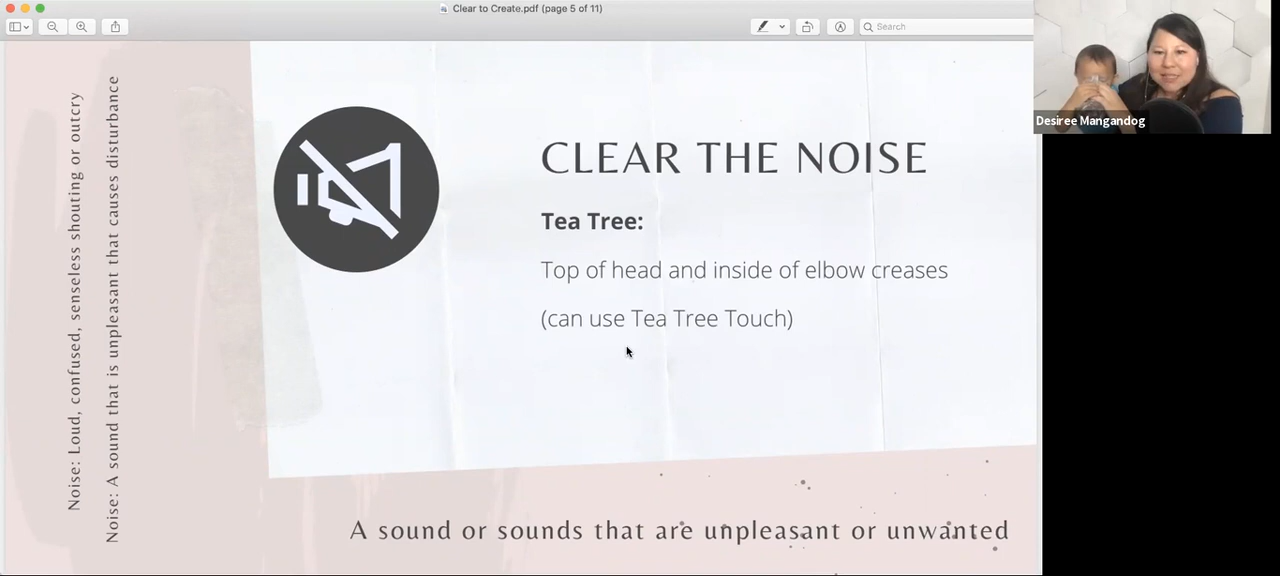 Clear to Create.pdf (page 5 of 11)
Search
Desiree Mangandog
Noise: Loud, confused, senseless shouting or outcry
Noise: A sound that is unpleasant that causes disturbance
CLEAR THE NOISE
Tea Tree:
Top of head and inside of elbow creases
(can use Tea Tree Touch)
A sound or sounds that are unpleasant or unwanted